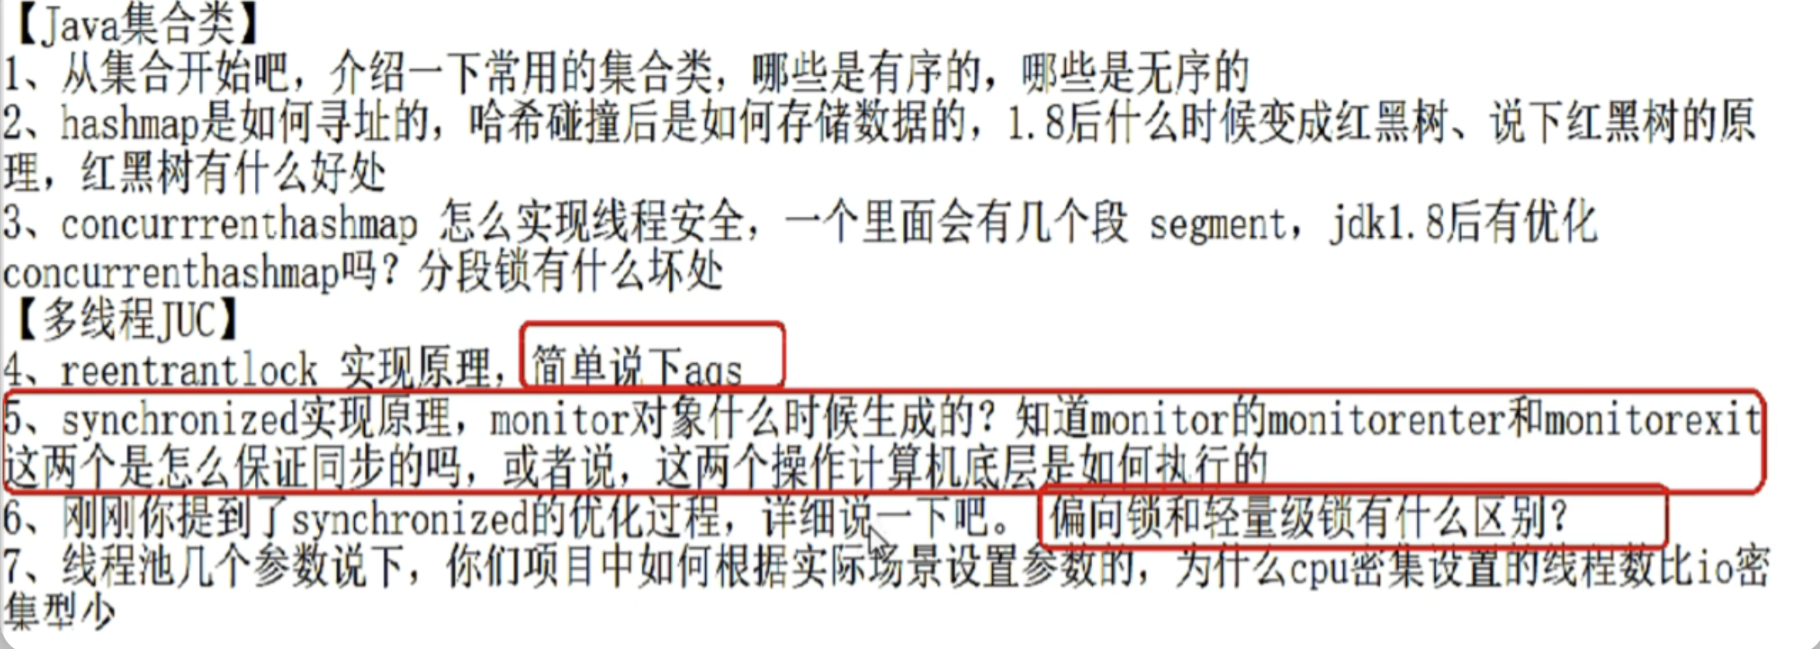 【Java集合类】
1、从集合开始吧，介绍一下常用的集合类，哪些是有序的，哪些是无序的
2、hashmap是如何寻址的，哈希碰撞后是如何存储数据的，1.8后什么时候变成红黑树、说下红黑树的原
理，红黑树有什么好处
3、concurrrenthashmap 怎么实现线程安全，一个里面会有几个段 segment，jdk1.8后有优化
concurrenthashmap吗？分段锁有什么坏处
【多线程JUC】
4、reentrantlock 实现原理，简单说下aqs
5、synchronized实现原理，monitor对象什么时候生成的？知道monitor的monitorenter和monitorexit
这两个是怎么保证同步的吗，或者说，这两个操作计算机底层是如何执行的
6、刚刚你提到了synchronized的优化过程，详细说一下吧。偏向锁和轻量级锁有什么区别？
7、线程池几个参数说下，你们项目中如何根据实际场景设置参数的，为什么cpu密集设置的线程数比io密
集型少